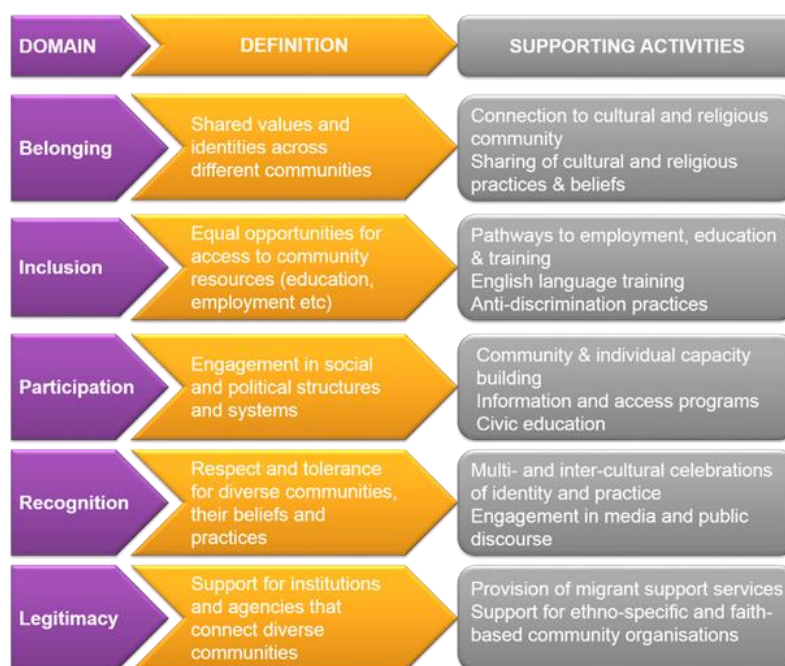 DOMAIN
DEFINITION
SUPPORTING ACTIVITIES
Belonging
Shared values and
identities across
different communities
Connection to cultural and religious
community
Sharing of cultural and religious
practices & beliefs
Inclusion
Equal opportunities for
access to community
resources (education,
employment etc)
Pathways to employment, education
& training
English language training
Anti-discrimination practices
Participation
Engagement in social
and political structures
and systems
Community & individual capacity
building
Information and access programs
Civic education
Recognition
Respect and tolerance
for diverse communities,
their beliefs and
practices
Multi- and inter-cultural celebrations
of identity and practice
Engagement in media and public
discourse
Legitimacy
Support for institutions
and agencies that
connect diverse
communities
Provision of migrant support services
Support for ethno-specific and faith-
based community organisations